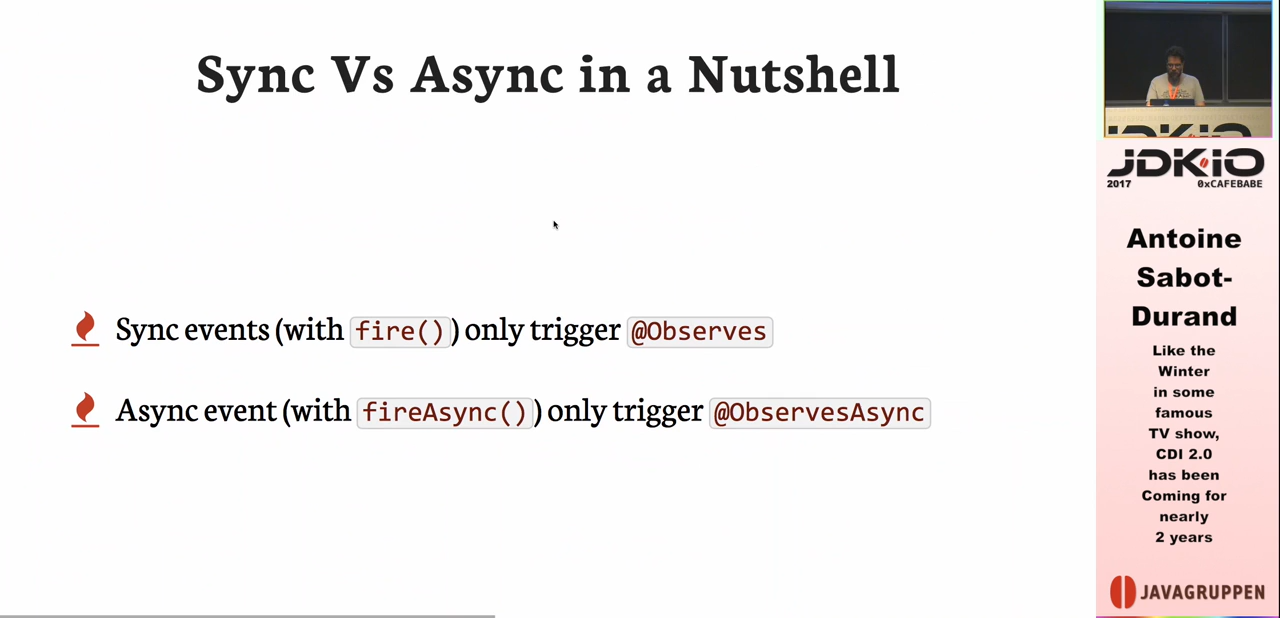 Sync Vs Async in a Nutshell
Sync events (with fire()) only trigger @Observes
Async event (with fireAsync()) only trigger @ObservesAsync
JDK.IO
JDK.IO
2017 0xCAFEBABE
Antoine
Sabot-
Durand
Like the
Winter
in some
famous
TV show,
CDI 2.0
has been
Coming for
nearly
2 years
JAVAGRUPPEN